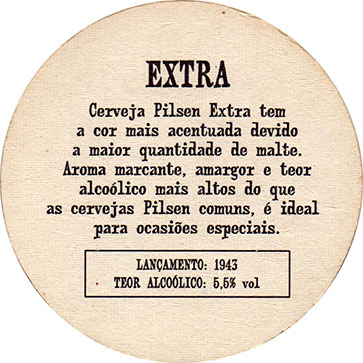 EXTRA
Cerveja Pilsen Extra tem
a cor mais acentuada devido
a maior quantidade de malte.
Aroma marcante, amargor e teor
alcoólico mais altos do que
as cervejas Pilsen comuns, é ideal
para ocasiões especiais.
LANÇAMENTO: 1943
TEOR ALCOÓLICO: 5,5% vol